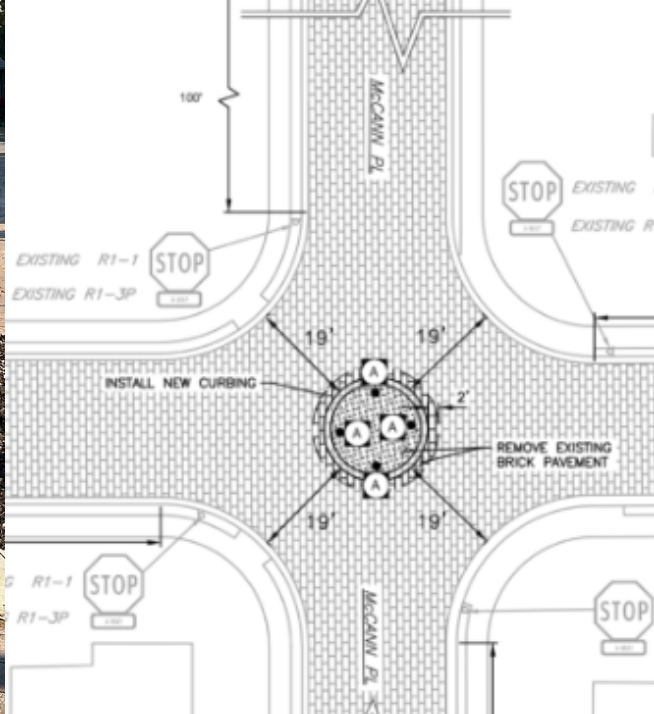 100'
McCANN PL
STOP
EXISTING
EXISTING R
EXISTING R1-1
STOP
EXISTING R1-3P
19'
19'
A
INSTALL NEW CURBING
2'
A
A
REMOVE EXISTING
BRICK PAVEMENT
A
19'
19'
R1-1
STOP
R1-3P
McCANN PL
STOP